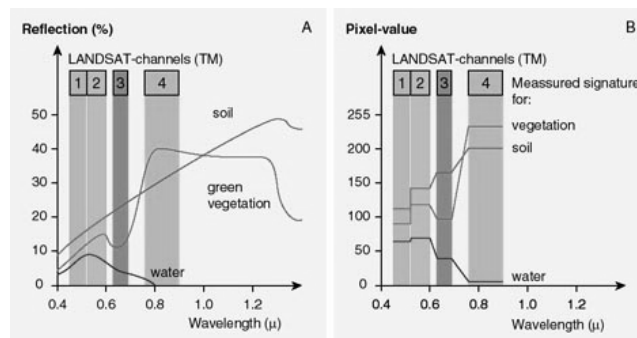 Reflection (%) A
LANDSAT-channels (TM)
1 2 3 4
50
40
30
20
10
0
soil
green
vegetation
water
0.4 0.6 0.8 1.0 1.2
Wavelength (µ)
Pixel-value B
LANDSAT-channels (TM)
1 2 3 4
Meassured signature
for:
255
200
150
100
50
0
vegetation
soil
water
0.4 0.6 0.8 1.0 1.2
Wavelength (µ)